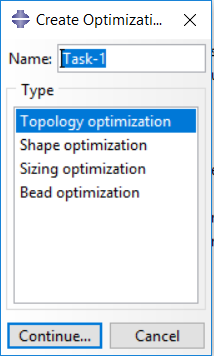 Create Optimizati...
Name: Task-1
Type
Topology optimization
Shape optimization
Sizing optimization
Bead optimization
Continue... Cancel